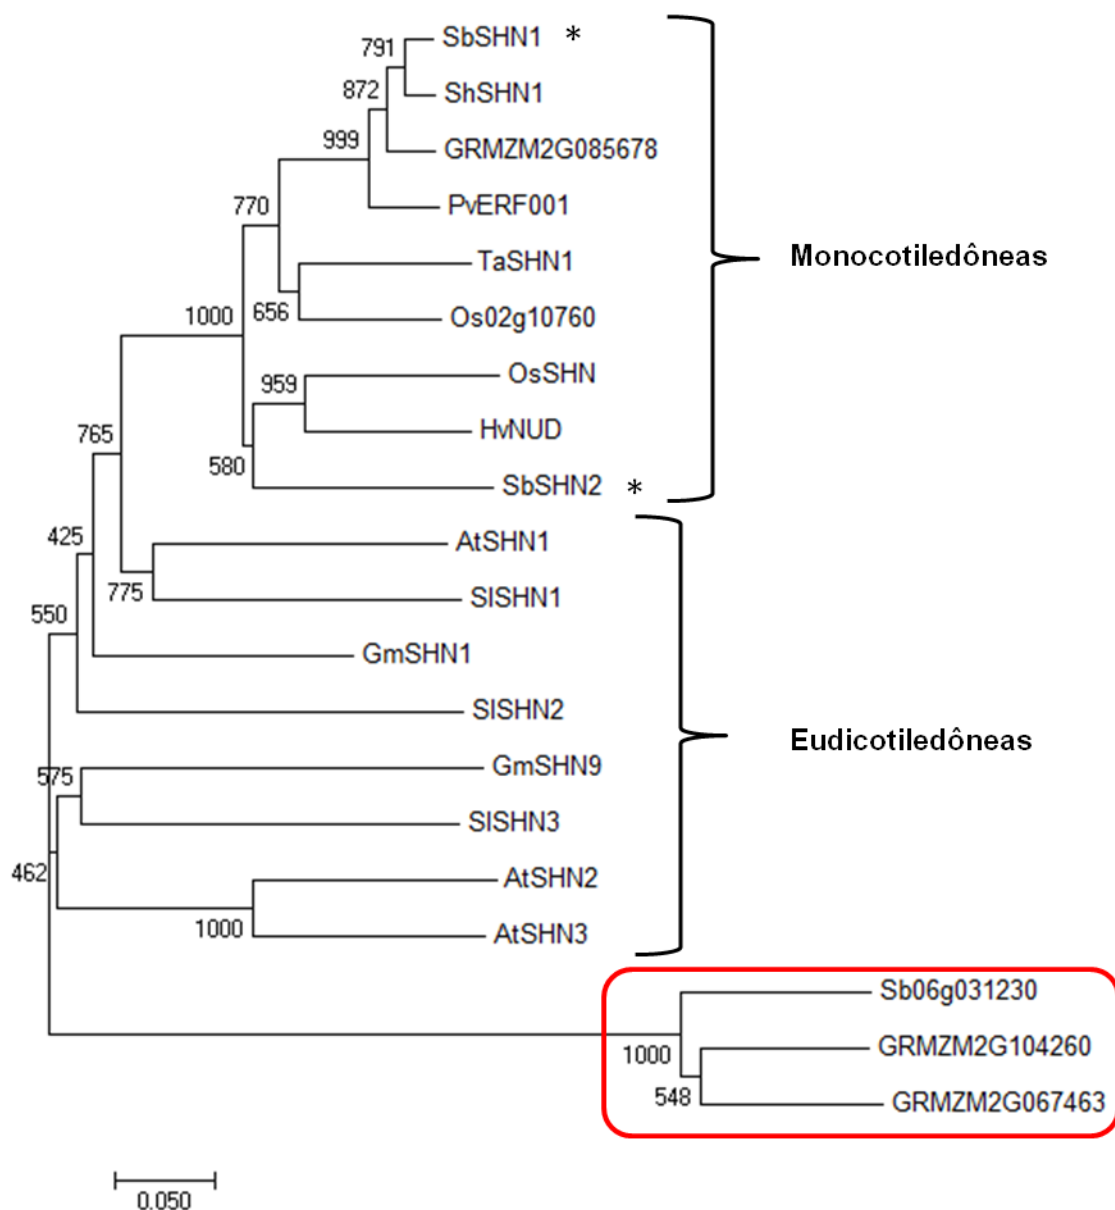 SbSHN1 *
791
ShSHN1
872
GRMZM2G085678
999
PvERF001
770
TaSHN1
Monocotiledôneas
656
Os02g10760
1000
OsSHN
959
HvNUD
765
580
SbSHN2 *
AtSHN1
425
775
SlSHN1
550
GmSHN1
SlSHN2
Eudicotiledôneas
GmSHN9
575
SlSHN3
462
AtSHN2
1000
AtSHN3
Sb06g031230
1000
GRMZM2G104260
548
GRMZM2G067463
0.050